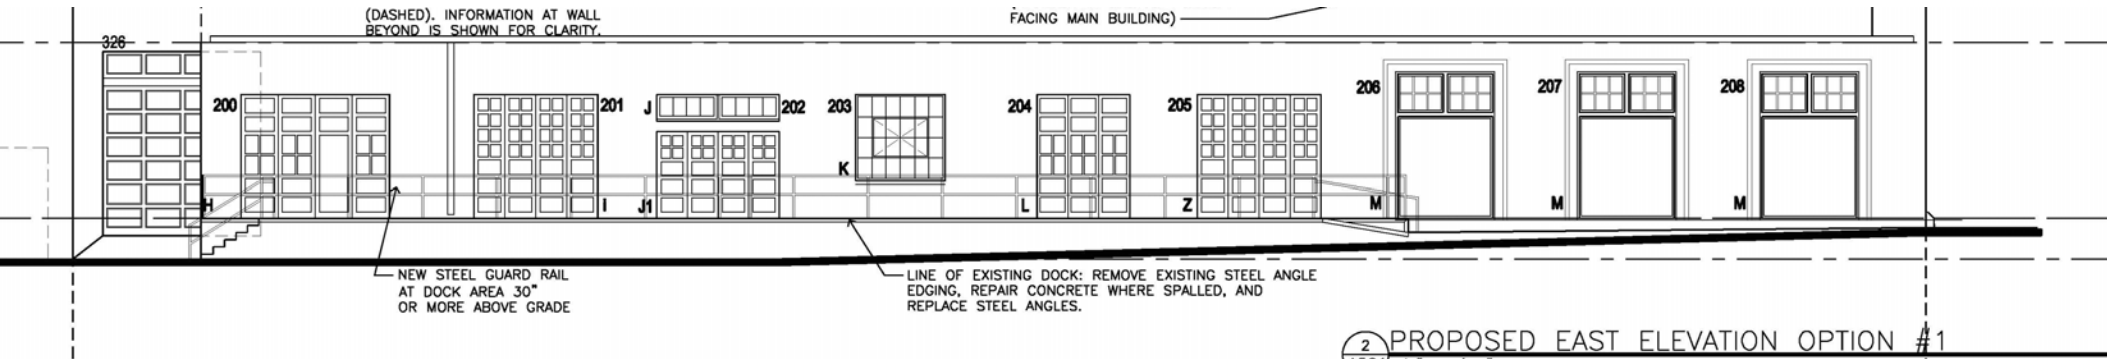 (DASHED). INFORMATION AT WALL
BEYOND IS SHOWN FOR CLARITY.
FACING MAIN BUILDING)
326
200
201
J
202
203
K
204
205
206
207
208
H
I
J1
L
Z
M
M
M
NEW STEEL GUARD RAIL
AT DOCK AREA 30"
OR MORE ABOVE GRADE
LINE OF EXISTING DOCK: REMOVE EXISTING STEEL ANGLE
EDGING, REPAIR CONCRETE WHERE SPALLED, AND
REPLACE STEEL ANGLES.
2
PROPOSED EAST ELEVATION OPTION #1